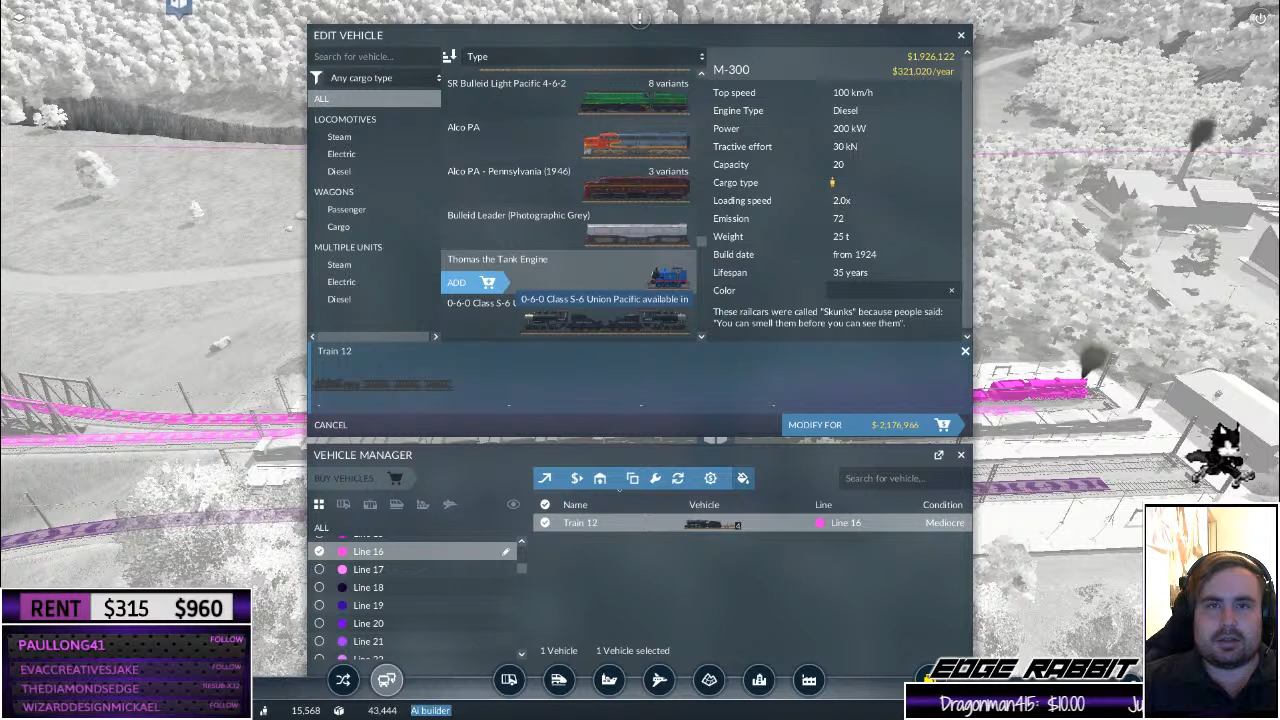 EDIT VEHICLE
Search for vehicle...
Type
Any cargo type
ALL
LOCOMOTIVES
Steam
Electric
Diesel
WAGONS
Passenger
Cargo
MULTIPLE UNITS
Steam
Electric
Diesel
SR Bulleid Light Pacific 4-6-2
8 variants
Alco PA
Alco PA - Pennsylvania (1946)
3 variants
Bulleid Leader (Photographic Grey)
Thomas the Tank Engine
ADD
0-6-0 Class S-6 U
0-6-0 Class S-6 Union Pacific available in
$1,926,122
M-300
$321,020/year
Top speed 100 km/h
Engine Type Diesel
Power 200 kW
Tractive effort 30 kN
Capacity 20
Cargo type
Loading speed 2.0x
Emission 72
Weight 25 t
Build date from 1924
Lifespan 35 years
Color
These railcars were called "Skunks" because people said:
"You can smell them before you can see them".
Train 12
CANCEL
MODIFY FOR $-2,176,966
VEHICLE MANAGER
BUY VEHICLES
Search for vehicle...
ALL
Line 16
Line 17
Line 18
Line 19
Line 20
Line 21
Name Vehicle Line Condition
Train 12 Line 16 Mediocre
1 Vehicle 1 Vehicle selected
15,568 43,444 Ai builder
RENT $315 $960
PAULLONG41 FOLLOW
EVACCREATIVESJAKE FOLLOW
THEDIAMONDSEDGE
WIZARDDESIGNMICKAEL FOLLOW
EDGE RABBIT
Dragonman415: $10.00 Ju